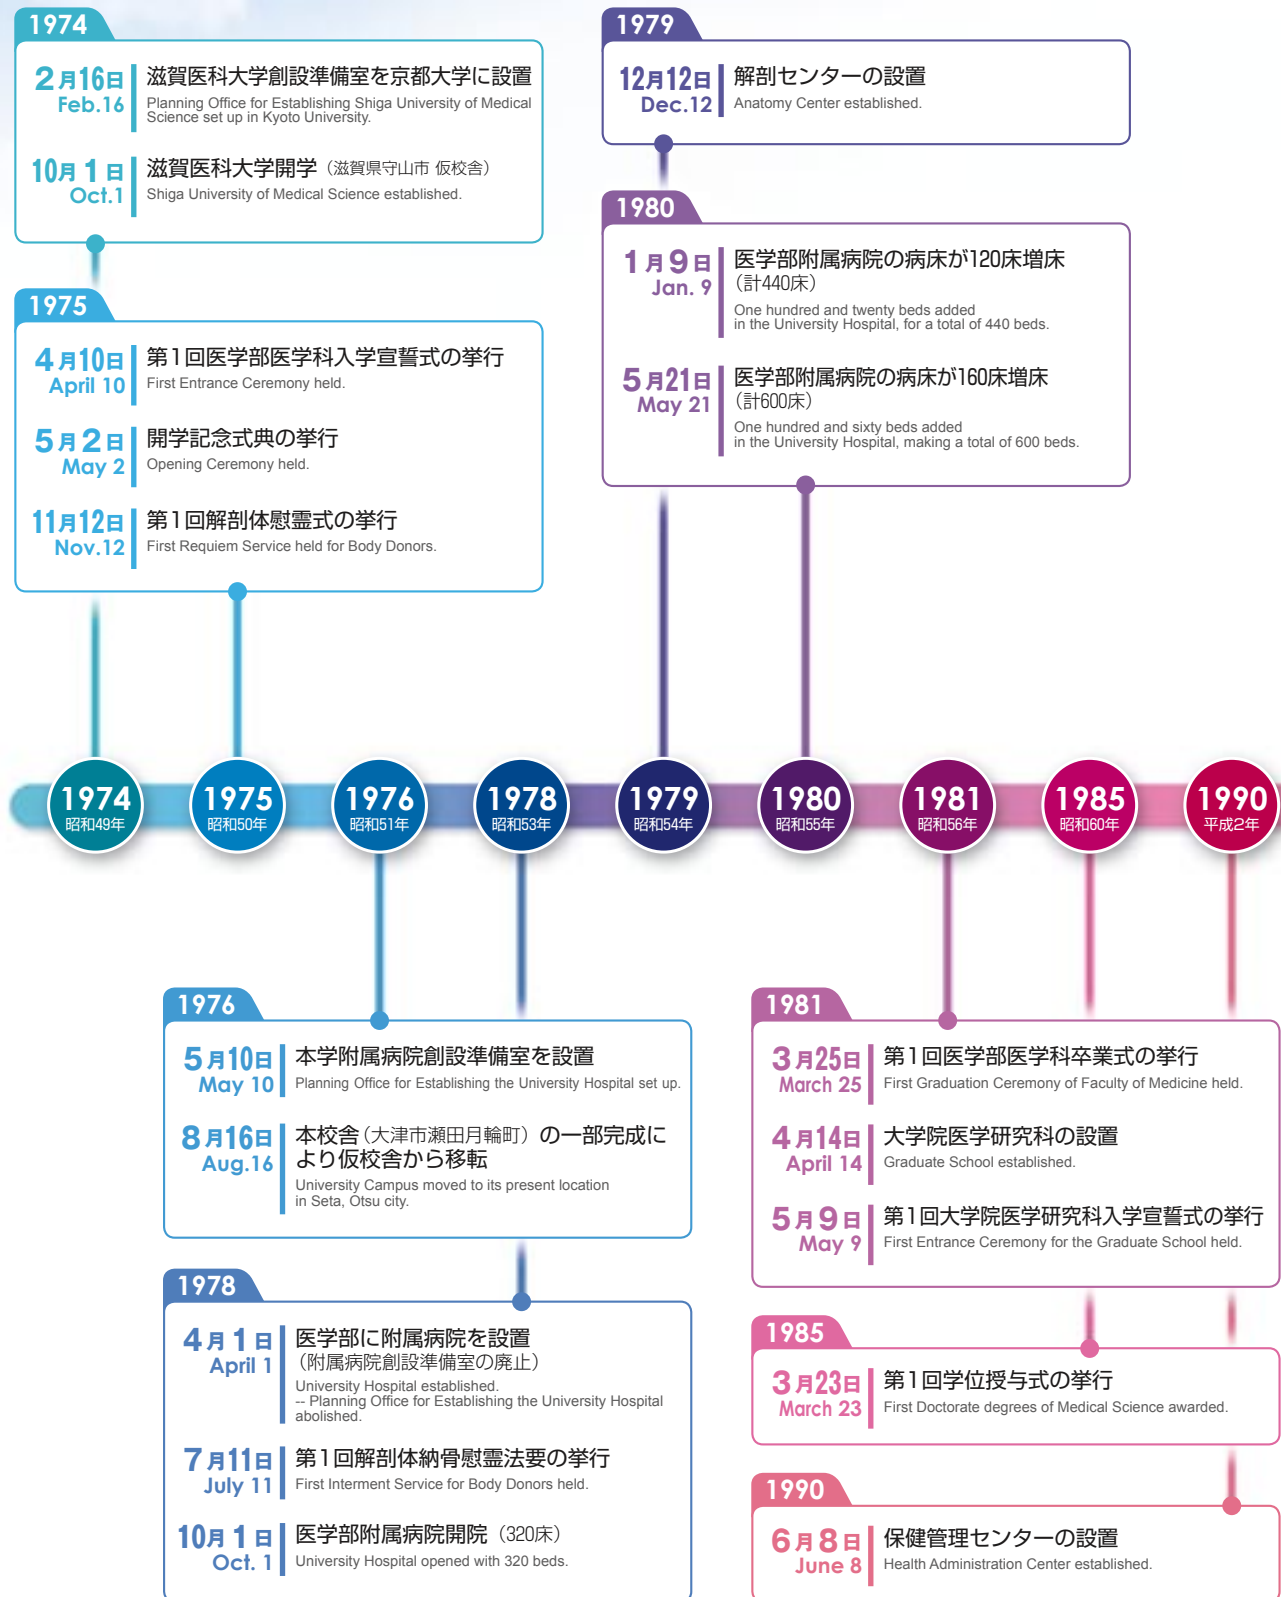 1974
2月16日
Feb.16
滋賀医科大学創設準備室を京都大学に設置
Planning Office for Establishing Shiga University of Medical
Science set up in Kyoto University.
10月1日
Oct.1
滋賀医科大学開学（滋賀県守山市 仮校舎）
Shiga University of Medical Science established.
1975
4月10日
April 10
第1回医学部医学科入学宣誓式の挙行
First Entrance Ceremony held.
5月2日
May 2
開学記念式典の挙行
Opening Ceremony held.
11月12日
Nov.12
第1回解剖体慰霊式の挙行
First Requiem Service held for Body Donors.
1979
12月12日
Dec.12
解剖センターの設置
Anatomy Center established.
1980
1月9日
Jan. 9
医学部附属病院の病床が120床増床
（計440床）
One hundred and twenty beds added
in the University Hospital, for a total of 440 beds.
5月21日
May 21
医学部附属病院の病床が160床増床
（計600床）
One hundred and sixty beds added
in the University Hospital, making a total of 600 beds.
1974
昭和49年
1975
昭和50年
1976
昭和51年
1978
昭和53年
1979
昭和54年
1980
昭和55年
1981
昭和56年
1985
昭和60年
1990
平成2年
1976
5月10日
May 10
本学附属病院創設準備室を設置
Planning Office for Establishing the University Hospital set up.
8月16日
Aug.16
本校舎（大津市瀬田月輪町）の一部完成に
より仮校舎から移転
University Campus moved to its present location
in Seta, Otsu city.
1978
4月1日
April 1
医学部に附属病院を設置
（附属病院創設準備室の廃止）
University Hospital established.
-- Planning Office for Establishing the University Hospital
abolished.
7月11日
July 11
第1回解剖体納骨慰霊法要の挙行
First Interment Service for Body Donors held.
10月1日
Oct. 1
医学部附属病院開院（320床）
University Hospital opened with 320 beds.
1981
3月25日
March 25
第1回医学部医学科卒業式の挙行
First Graduation Ceremony of Faculty of Medicine held.
4月14日
April 14
大学院医学研究科の設置
Graduate School established.
5月9日
May 9
第1回大学院医学研究科入学宣誓式の挙行
First Entrance Ceremony for the Graduate School held.
1985
3月23日
March 23
第1回学位授与式の挙行
First Doctorate degrees of Medical Science awarded.
1990
6月8日
June 8
保健管理センターの設置
Health Administration Center established.